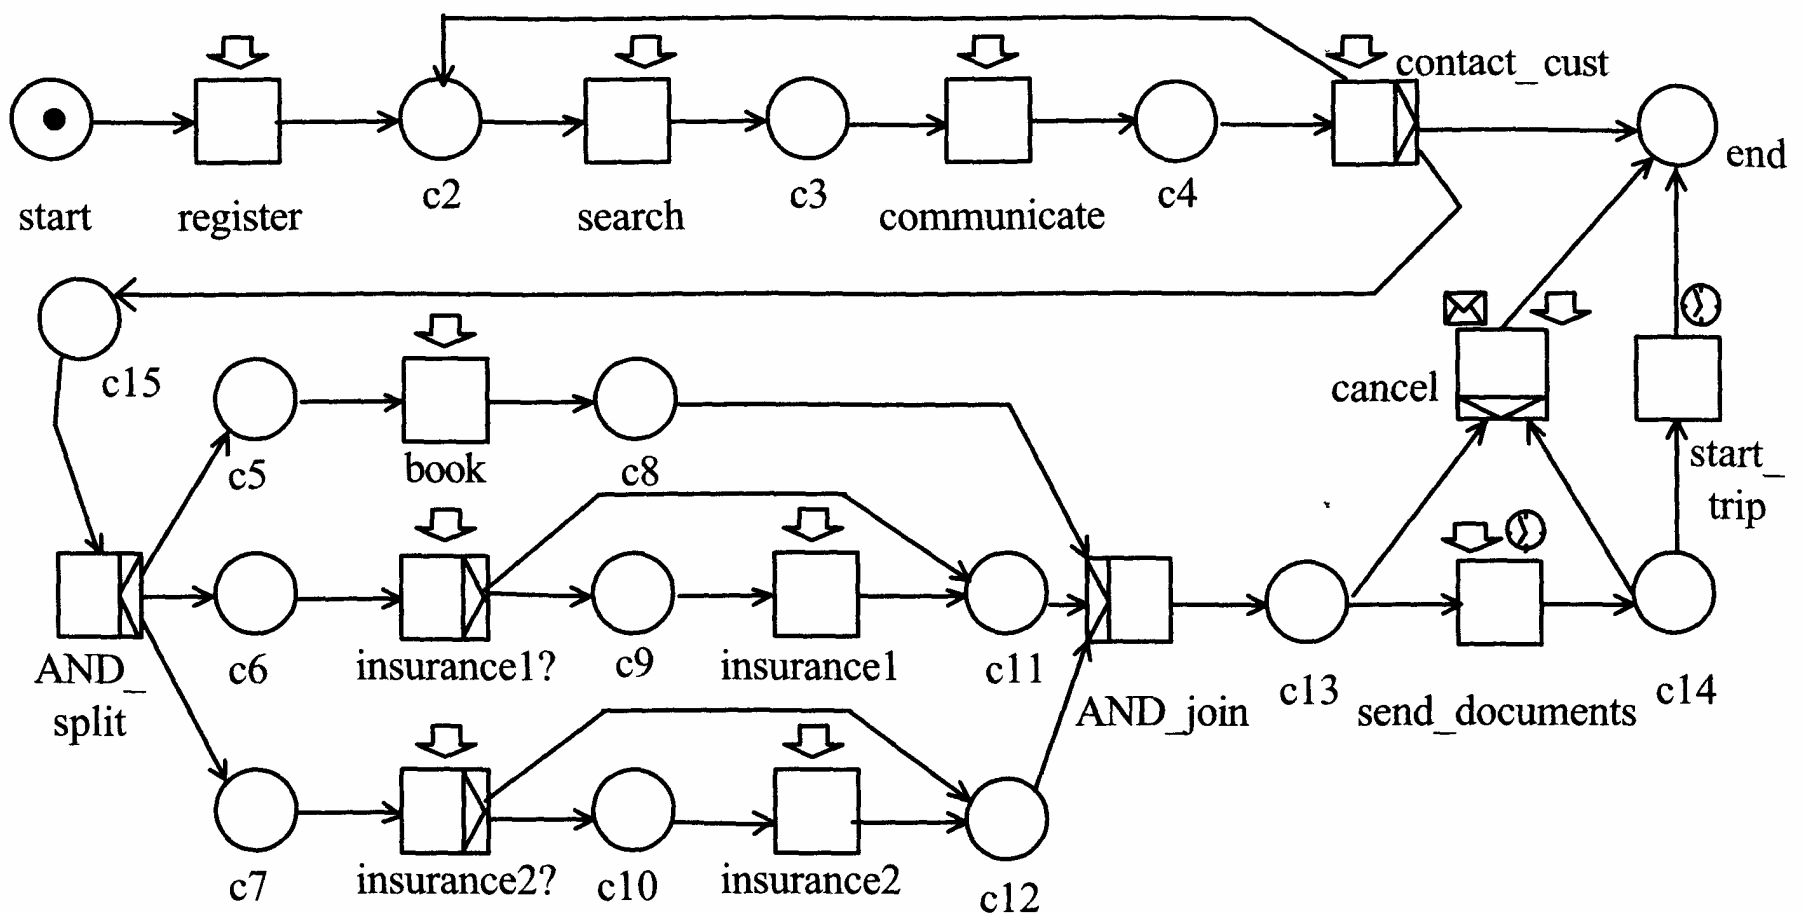 contact_cust
end
c2
c3
c4
start
register
search
communicate
c15
cancel
book
c5
c8
start_
trip
AND_
split
c6
insurance1?
c9
insurance1
c11
AND_join
c13
send_documents
c14
c7
insurance2?
c10
insurance2
c12